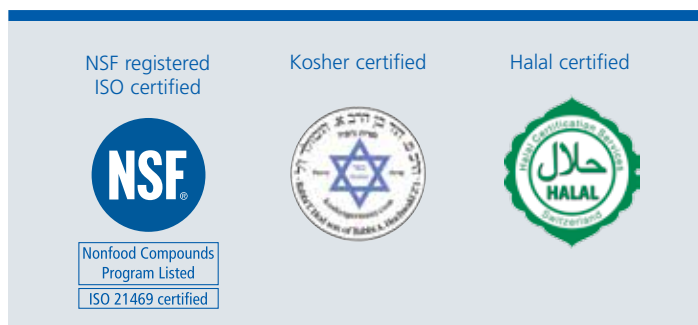 NSF registered
ISO certified
NSF®
Nonfood Compounds
Program Listed
ISO 21469 certified
Kosher certified
Halal certified
Halal Certification Services
حلال
HALAL
Switzerland